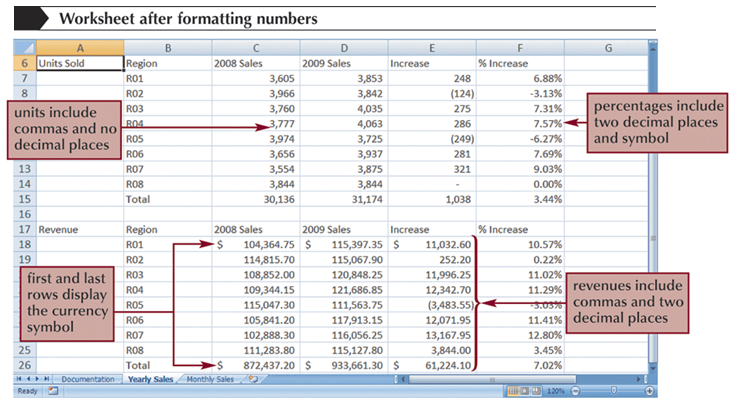 Worksheet after formatting numbers
A B C D E F G
6 Units Sold Region 2008 Sales 2009 Sales Increase % Increase
7 R01 3,605 3,853 248 6.88%
8 R02 3,966 3,842 (124) -3.13%
R03 3,760 4,035 275 7.31%
R04 3,777 4,063 286 7.57%
R05 3,974 3,725 (249) -6.27%
R06 3,656 3,937 281 7.69%
13 R07 3,554 3,875 321 9.03%
14 R08 3,844 3,844 - 0.00%
15 Total 30,136 31,174 1,038 3.44%
16
17 Revenue Region 2008 Sales 2009 Sales Increase % Increase
18 R01 $ 104,364.75 $ 115,397.35 $ 11,032.60 10.57%
19 R02 114,815.70 115,067.90 252.20 0.22%
R03 108,852.00 120,848.25 11,996.25 11.02%
R04 109,344.15 121,686.85 12,342.70 11.29%
R05 115,047.30 111,563.75 (3,483.55) -3.03%
R06 105,841.20 117,913.15 12,071.95 11.41%
R07 102,888.30 116,056.25 13,167.95 12.80%
25 R08 111,283.80 115,127.80 3,844.00 3.45%
26 Total $ 872,437.20 $ 933,661.30 $ 61,224.10 7.02%
units include
commas and no
decimal places
percentages include
two decimal places
and symbol
first and last
rows display
the currency
symbol
revenues include
commas and two
decimal places
Documentation Yearly Sales Monthly Sales
Ready 120%